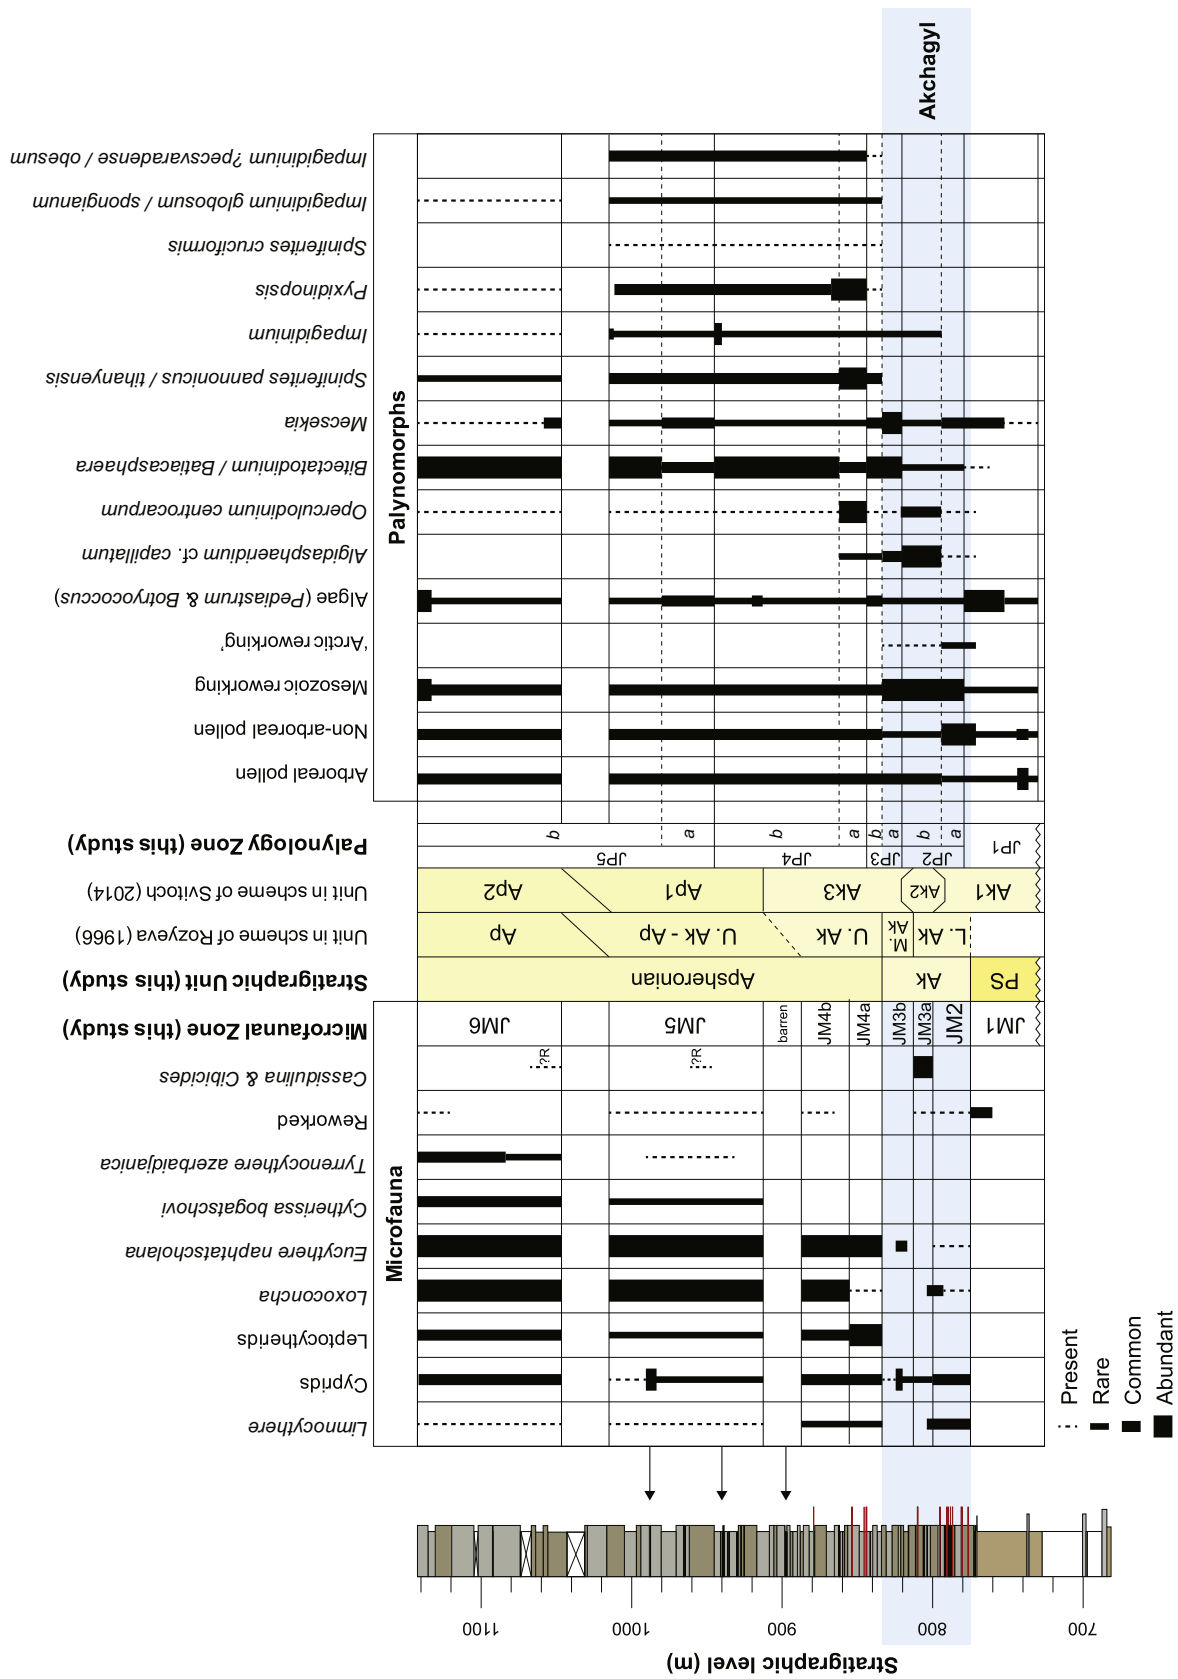 Akchagyl
Palynomorphs
Impagidinium ?pecsvaradense / obesum
Impagidinium globosum / spongianum
Spiniferites cruciformis
Pyxidinopsis
Impagidinium
Spiniferites pannonicus / tihanyensis
Mecsekia
Bitectatodinium / Batiacasphaera
Operculodinium centrocarpum
Algidasphaeridium cf. capillatum
Algae (Pediastrum & Botryococcus)
'Arctic reworking'
Mesozoic reworking
Non-arboreal pollen
Arboreal pollen
Palynology Zone (this study)
b
a
b
a
b
a
b
a
JP5
JP4
JP3
JP2
JP1
Unit in scheme of Svitoch (2014)
Ap2
Ap1
Ak3
Ak2
Ak1
Unit in scheme of Rozyeva (1966)
Ap
U. Ak - Ap
U. Ak
M. Ak
L. Ak
Stratigraphic Unit (this study)
Apsheronian
Ak
PS
Microfaunal Zone (this study)
JM6
JM5
barren
JM4b
JM4a
JM3b
JM3a
JM2
JM1
Microfauna
Cassidulina & Cibicides
?R
?R
Reworked
Tyrrenocythere azerbaidjanica
Cytherissa bogatschovi
Eucythere naphtatscholana
Loxoconcha
Leptocytherids
Cyprids
Limnocythere
Present
Rare
Common
Abundant
1100
1000
900
800
700
Stratigraphic level (m)